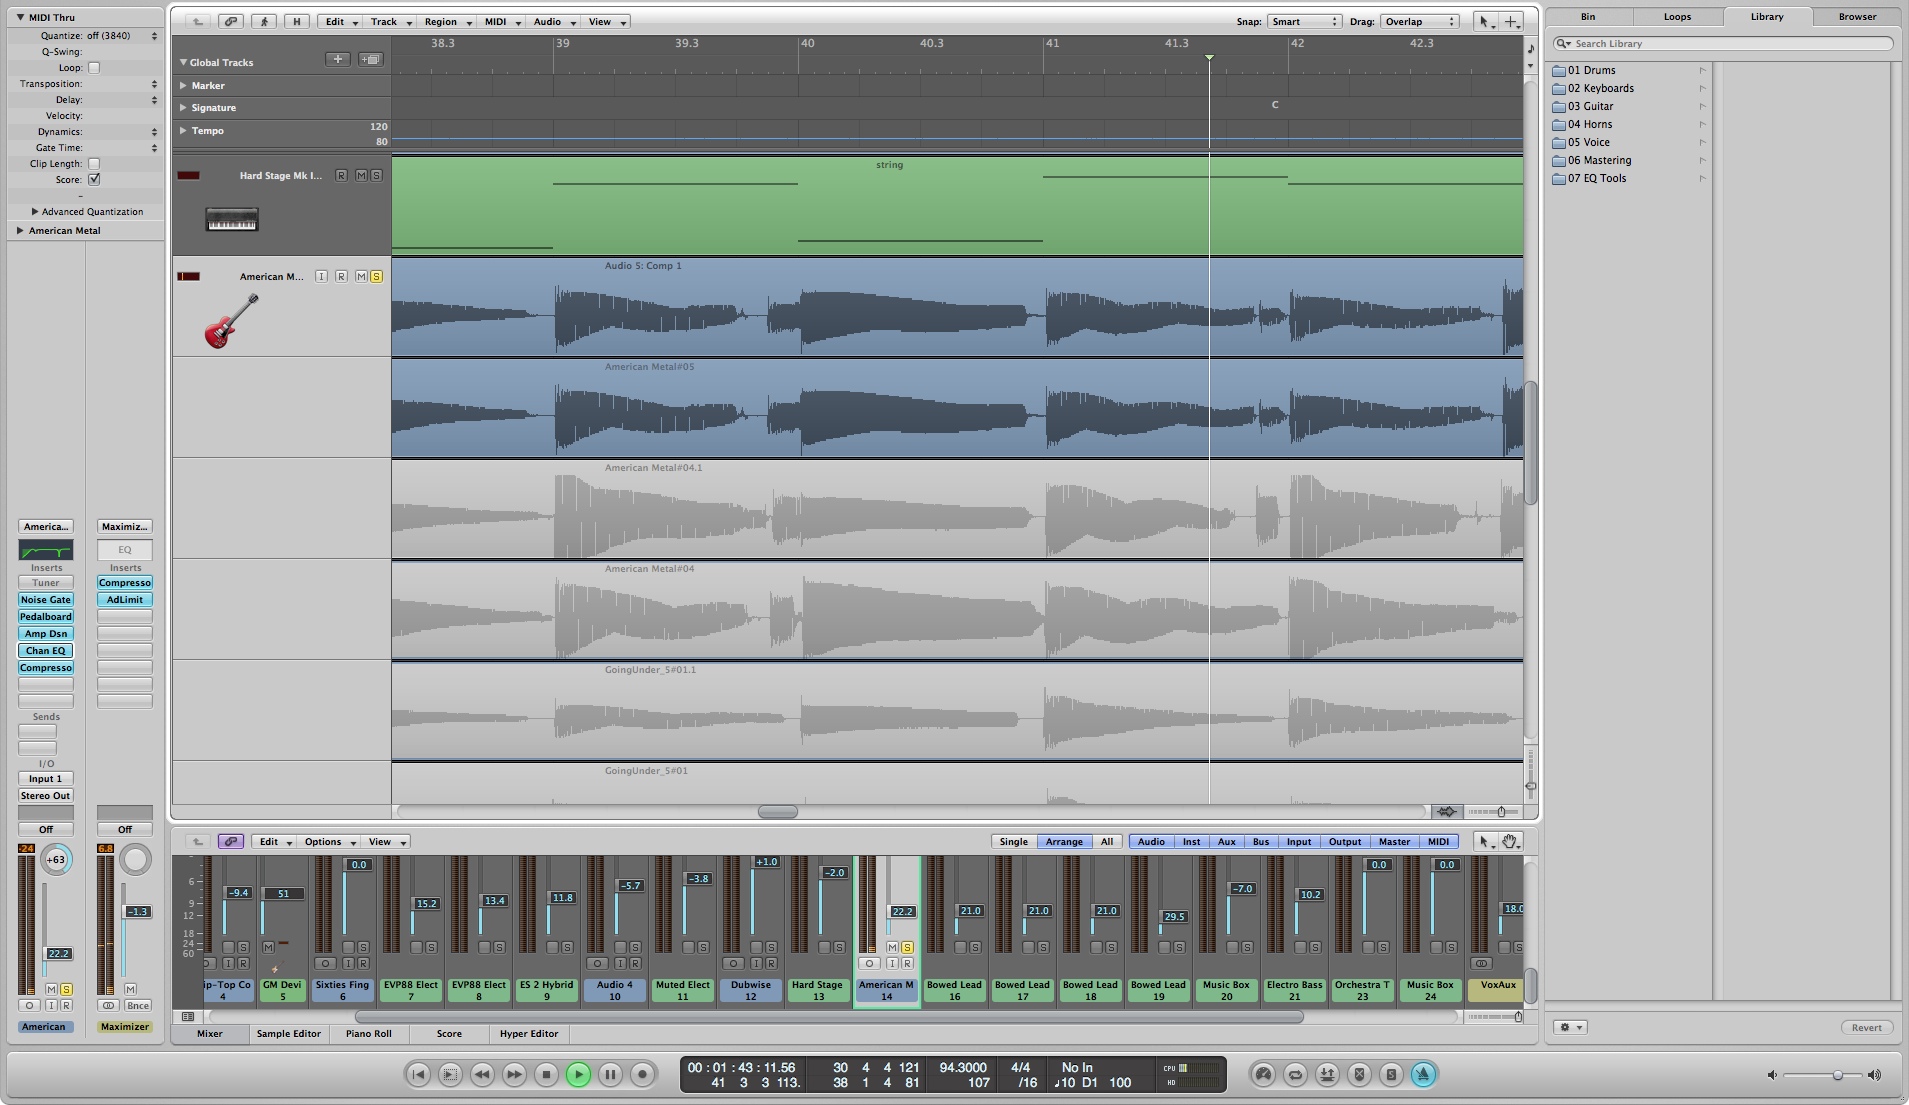 MIDI Thru
Quantize: off (3840)
Q-Swing:
Loop:
Transposition:
Delay:
Velocity:
Dynamics:
Gate Time:
Clip Length:
Score:
Advanced Quantization
American Metal
America...
Maximiz...
EQ
Inserts
Inserts
Tuner
Compresso
Noise Gate
AdLimit
Pedalboard
Amp Dsn
Chan EQ
Compresso
Sends
I/O
Input 1
Stereo Out
Off
Off
-24
+63
6.8
-1.3
22.2
M S
M
I R
Bnce
American
Maximizer
H
Edit
Track
Region
MIDI
Audio
View
Snap: Smart
Drag: Overlap
38.3 39 39.3 40 40.3 41 41.3 42 42.3
Global Tracks
Marker
Signature
C
Tempo
120
80
Hard Stage Mk I...
R M S
string
American M...
I R M S
Audio 5: Comp 1
American Metal#05
American Metal#04.1
American Metal#04
GoingUnder_5#01.1
GoingUnder_5#01
Edit
Options
View
Single
Arrange
All
Audio
Inst
Aux
Bus
Input
Output
Master
MIDI
6
9
12
18
24
60
-9.4 51 0.0 15.2 13.4 11.8 -5.7 -3.8 +1.0 -2.0 22.2 21.0 21.0 21.0 29.5 -7.0 10.2 0.0 0.0 18.0
ip-Top Co
4
GM Devi
5
Sixties Fing
6
EVP88 Elect
7
EVP88 Elect
8
ES 2 Hybrid
9
Audio 4
10
Muted Elect
11
Dubwise
12
Hard Stage
13
American M
14
Bowed Lead
16
Bowed Lead
17
Bowed Lead
18
Bowed Lead
19
Music Box
20
Electro Bass
21
Orchestra T
23
Music Box
24
VoxAux
Mixer
Sample Editor
Piano Roll
Score
Hyper Editor
00 : 01 : 43 : 11.56
41 3 3 113.
30 4 4 121
38 1 4 81
94.3000
107
4/4
/16
No In
♩10 D1 100
CPU
HD
Bin
Loops
Library
Browser
Search Library
01 Drums
02 Keyboards
03 Guitar
04 Horns
05 Voice
06 Mastering
07 EQ Tools
Revert